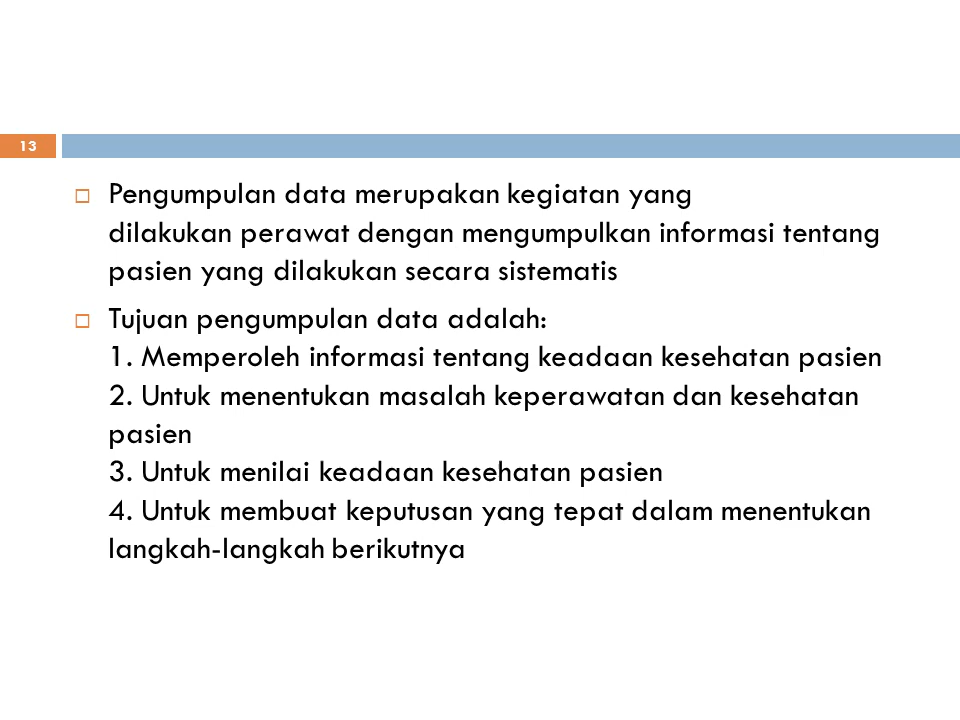 13
Pengumpulan data merupakan kegiatan yang
dilakukan perawat dengan mengumpulkan informasi tentang
pasien yang dilakukan secara sistematis
Tujuan pengumpulan data adalah:
1. Memperoleh informasi tentang keadaan kesehatan pasien
2. Untuk menentukan masalah keperawatan dan kesehatan
pasien
3. Untuk menilai keadaan kesehatan pasien
4. Untuk membuat keputusan yang tepat dalam menentukan
langkah-langkah berikutnya